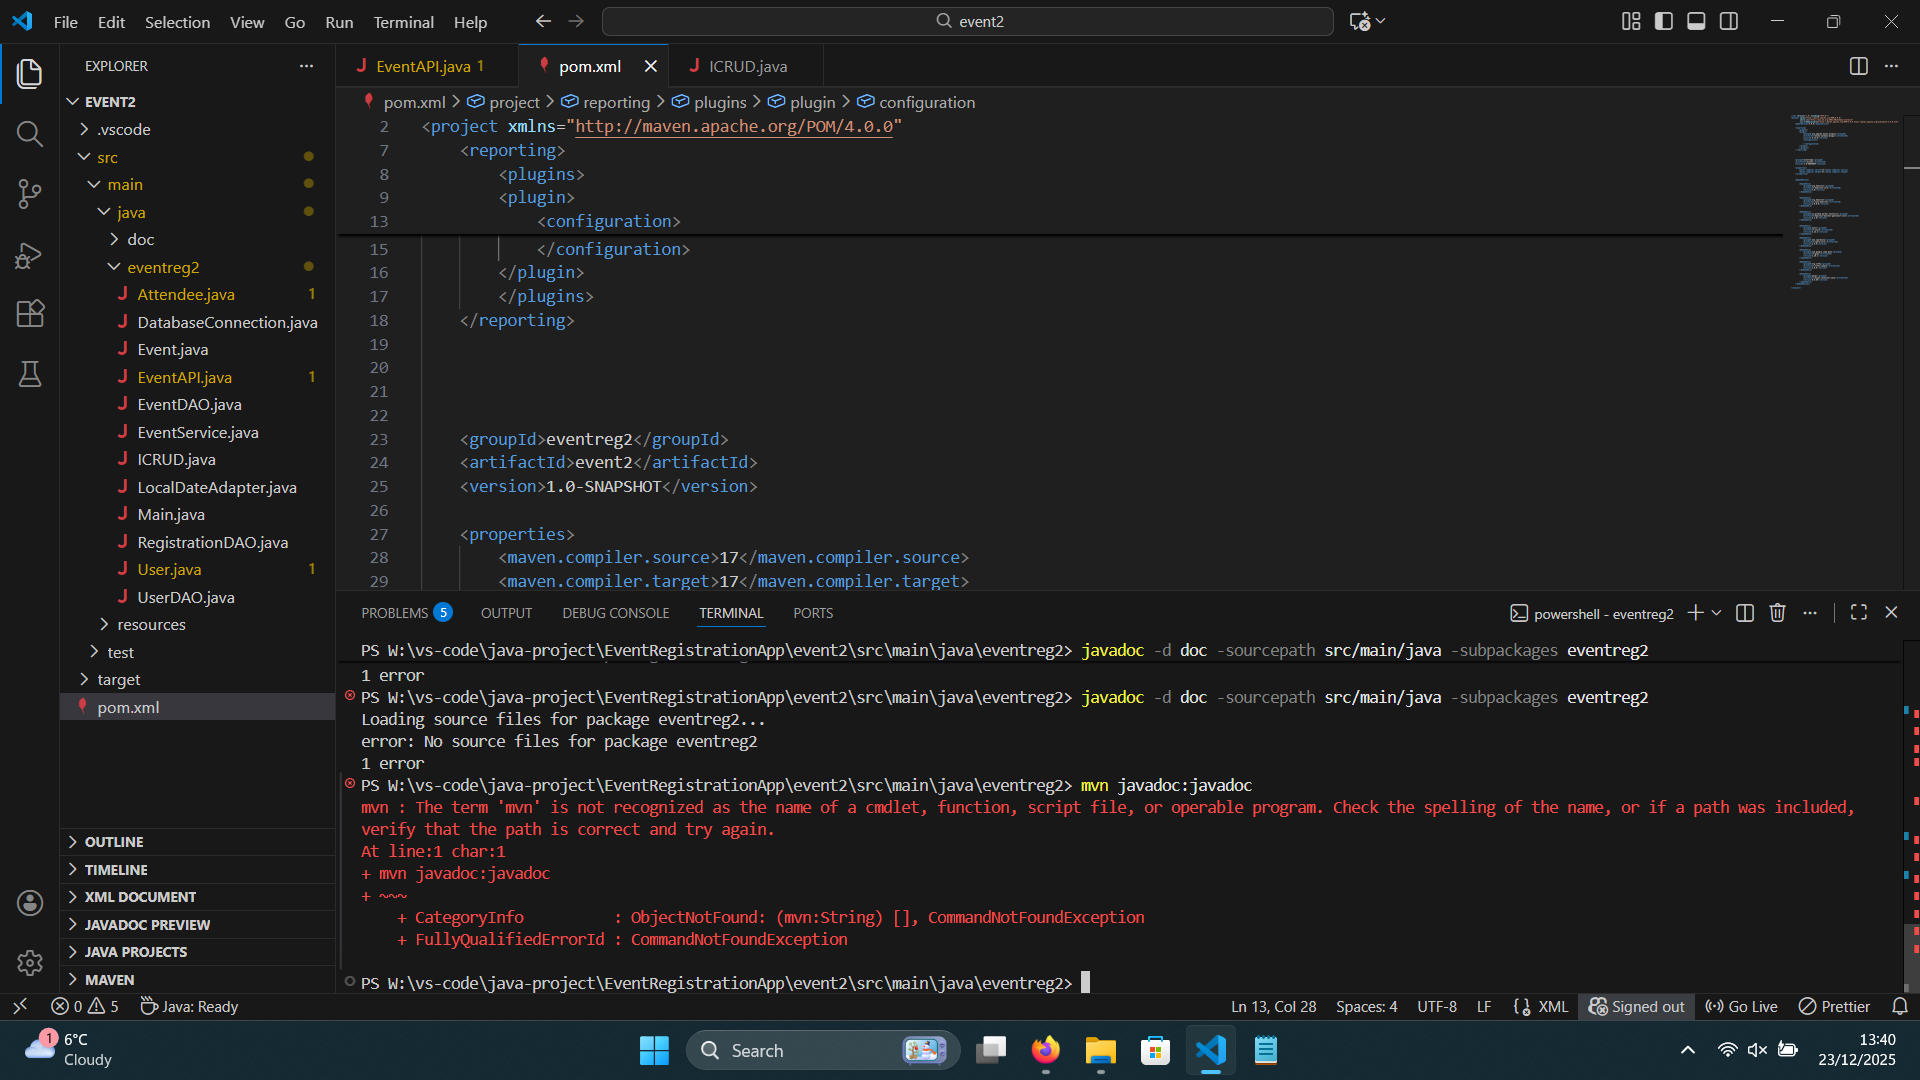 File Edit Selection View Go Run Terminal Help
event2
EXPLORER
EventAPI.java 1
pom.xml
ICRUD.java
pom.xml > project > reporting > plugins > plugin > configuration
EVENT2
.vscode
src
main
java
doc
eventreg2
Attendee.java 1
DatabaseConnection.java
Event.java
EventAPI.java 1
EventDAO.java
EventService.java
ICRUD.java
LocalDateAdapter.java
Main.java
RegistrationDAO.java
User.java 1
UserDAO.java
resources
test
target
pom.xml
OUTLINE
TIMELINE
XML DOCUMENT
JAVADOC PREVIEW
JAVA PROJECTS
MAVEN
2 <project xmlns="http://maven.apache.org/POM/4.0.0"
7 <reporting>
8 <plugins>
9 <plugin>
13 <configuration>
15 </configuration>
16 </plugin>
17 </plugins>
18 </reporting>
19
20
21
22
23 <groupId>eventreg2</groupId>
24 <artifactId>event2</artifactId>
25 <version>1.0-SNAPSHOT</version>
26
27 <properties>
28 <maven.compiler.source>17</maven.compiler.source>
29 <maven.compiler.target>17</maven.compiler.target>
PROBLEMS 5 OUTPUT DEBUG CONSOLE TERMINAL PORTS
powershell - eventreg2
PS W:\vs-code\java-project\EventRegistrationApp\event2\src\main\java\eventreg2> javadoc -d doc -sourcepath src/main/java -subpackages eventreg2
1 error
PS W:\vs-code\java-project\EventRegistrationApp\event2\src\main\java\eventreg2> javadoc -d doc -sourcepath src/main/java -subpackages eventreg2
Loading source files for package eventreg2...
error: No source files for package eventreg2
1 error
PS W:\vs-code\java-project\EventRegistrationApp\event2\src\main\java\eventreg2> mvn javadoc:javadoc
mvn : The term 'mvn' is not recognized as the name of a cmdlet, function, script file, or operable program. Check the spelling of the name, or if a path was included,
verify that the path is correct and try again.
At line:1 char:1
+ mvn javadoc:javadoc
+ ~~~
+ CategoryInfo : ObjectNotFound: (mvn:String) [], CommandNotFoundException
+ FullyQualifiedErrorId : CommandNotFoundException
PS W:\vs-code\java-project\EventRegistrationApp\event2\src\main\java\eventreg2>
0 5 Java: Ready
Ln 13, Col 28 Spaces: 4 UTF-8 LF XML Signed out Go Live Prettier
1
6°C
Cloudy
Search
13:40
23/12/2025